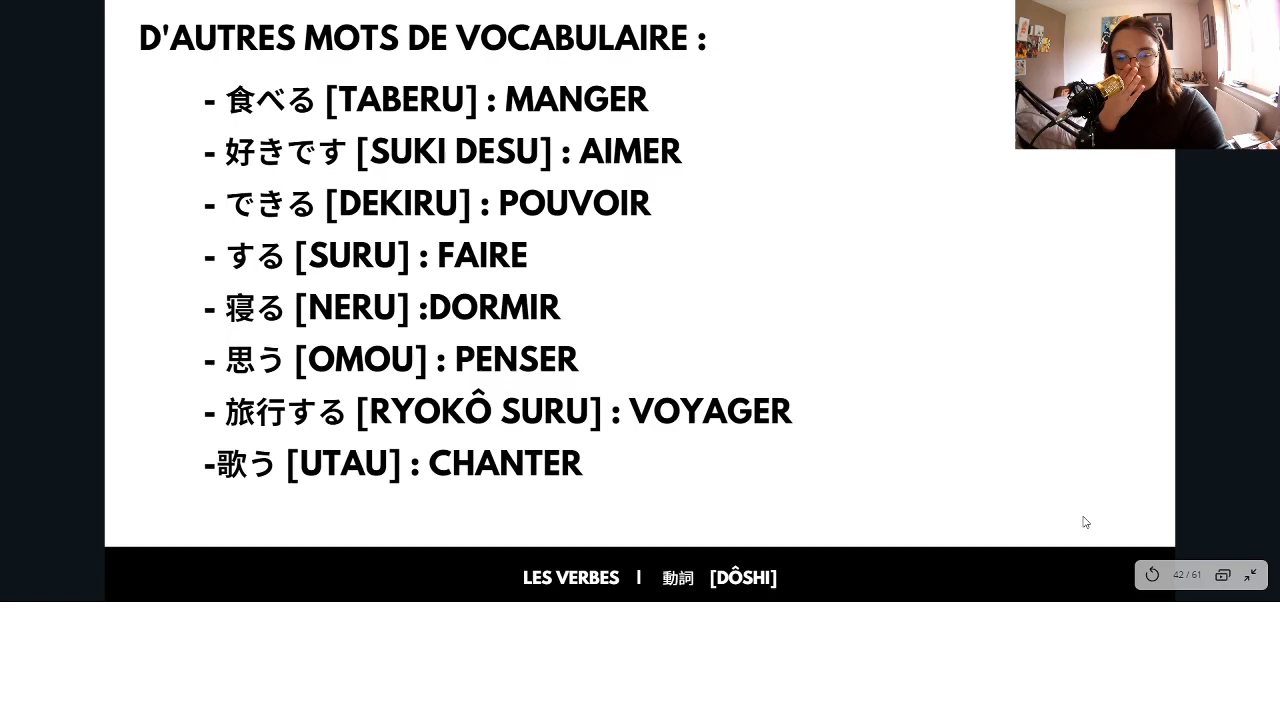 D'AUTRES MOTS DE VOCABULAIRE :
- 食べる [TABERU] : MANGER
- 好きです [SUKI DESU] : AIMER
- できる [DEKIRU] : POUVOIR
- する [SURU] : FAIRE
- 寝る [NERU] :DORMIR
- 思う [OMOU] : PENSER
- 旅行する [RYOKÔ SURU] : VOYAGER
-歌う [UTAU] : CHANTER
LES VERBES | 動詞 [DÔSHI]
42 / 61